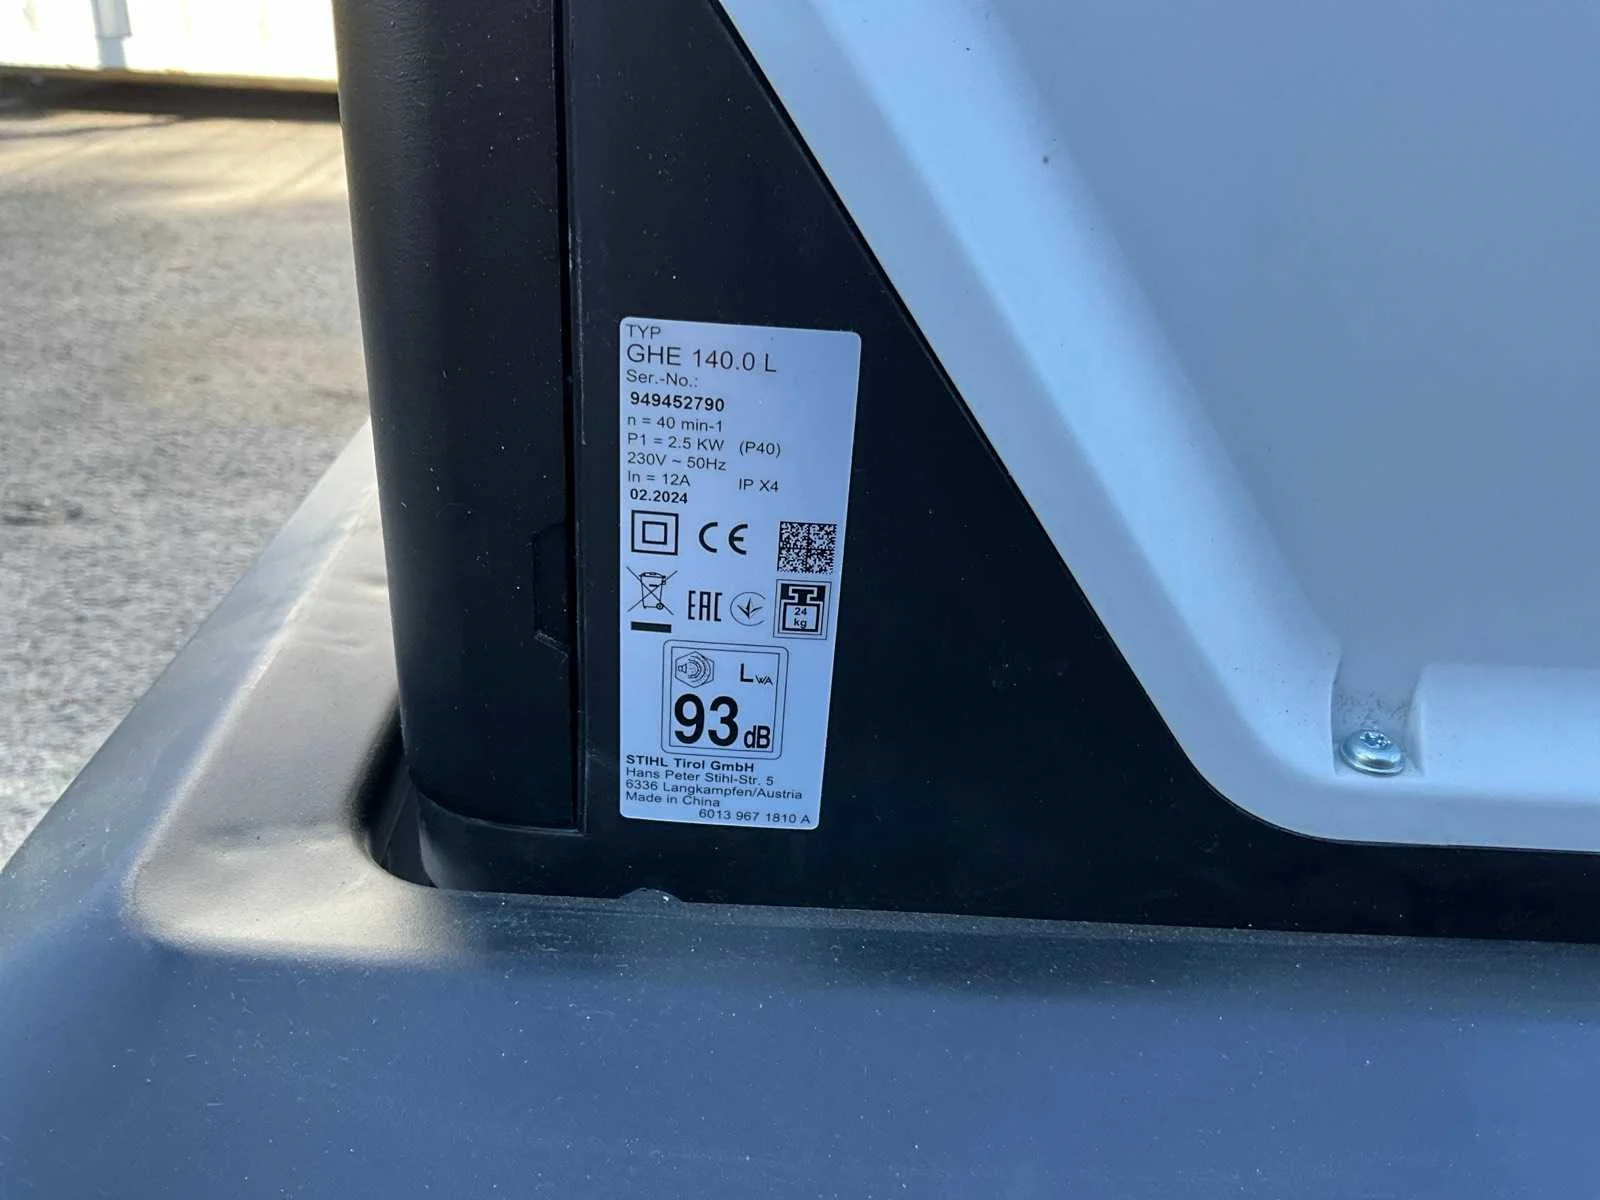 TYP
GHE 140.0 L
Ser.-No.:
949452790
n = 40 min-1
P1 = 2.5 KW (P40)
230V ~ 50Hz
In = 12A IP X4
02.2024
CE
EAC
24
kg
LWA
93 dB
STIHL Tirol GmbH
Hans Peter Stihl-Str. 5
6336 Langkampfen/Austria
Made in China
6013 967 1810 A